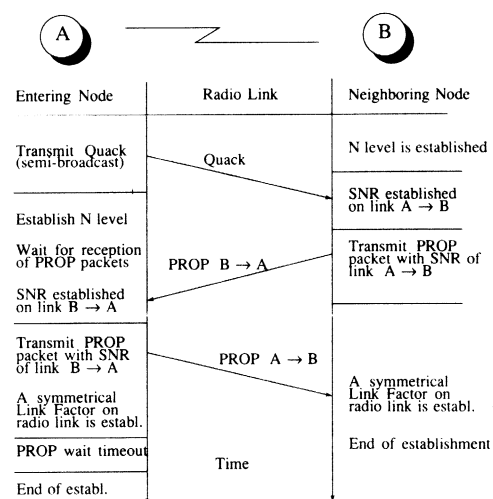 A
B
Entering Node
Radio Link
Neighboring Node
Transmit Quack
(semi-broadcast)
Quack
N level is established
SNR established
on link A → B
Establish N level
Wait for reception
of PROP packets
PROP B → A
Transmit PROP
packet with SNR of
link A → B
SNR established
on link B → A
Transmit PROP
packet with SNR
of link B → A
PROP A → B
A symmetrical
Link Factor on
radio link is establ.
A symmetrical
Link Factor on
radio link is establ.
End of establishment
PROP wait timeout
Time
End of establ.